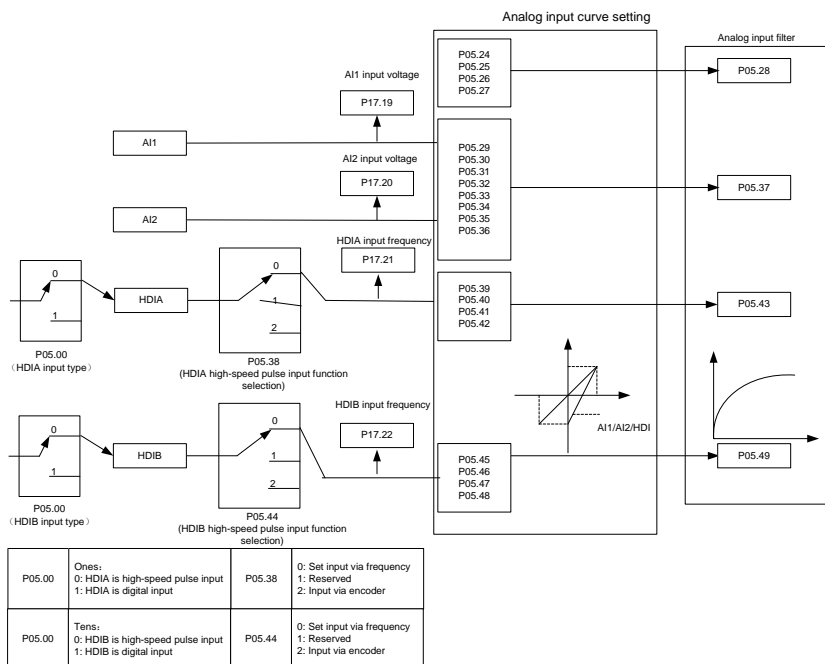 Analog input curve setting
Analog input filter
P05.24
P05.25
P05.26
P05.27
P05.28
AI1 input voltage
P17.19
AI1
P05.29
P05.30
P05.31
P05.32
P05.33
P05.34
P05.35
P05.36
P05.37
AI2 input voltage
P17.20
AI2
HDIA input frequency
P17.21
0
1
HDIA
0
1
2
P05.39
P05.40
P05.41
P05.42
P05.43
P05.00
（HDIA input type）
P05.38
(HDIA high-speed pulse input function
selection)
AI1/AI2/HDI
HDIB input frequency
P17.22
0
1
HDIB
0
1
2
P05.45
P05.46
P05.47
P05.48
P05.49
P05.00
（HDIB input type）
P05.44
(HDIB high-speed pulse input function
selection)
P05.00
Ones：
0: HDIA is high-speed pulse input
1: HDIA is digital input
P05.38
0: Set input via frequency
1: Reserved
2: Input via encoder
P05.00
Tens：
0: HDIB is high-speed pulse input
1: HDIB is digital input
P05.44
0: Set input via frequency
1: Reserved
2: Input via encoder